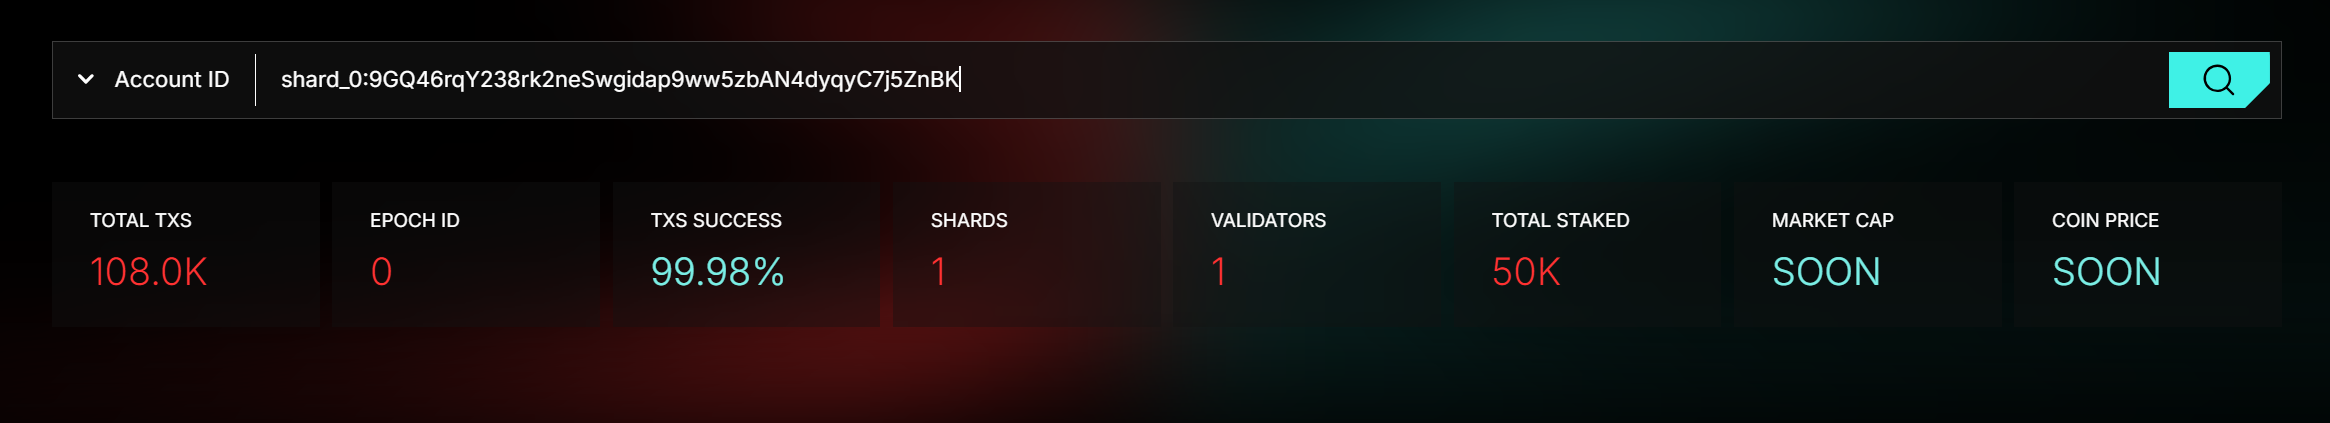 Account ID shard_0:9GQ46rqY238rk2neSwgidap9ww5zbAN4dyqyC7j5ZnBK
TOTAL TXS EPOCH ID TXS SUCCESS SHARDS VALIDATORS TOTAL STAKED MARKET CAP COIN PRICE
108.0K 0 99.98% 1 1 50K SOON SOON